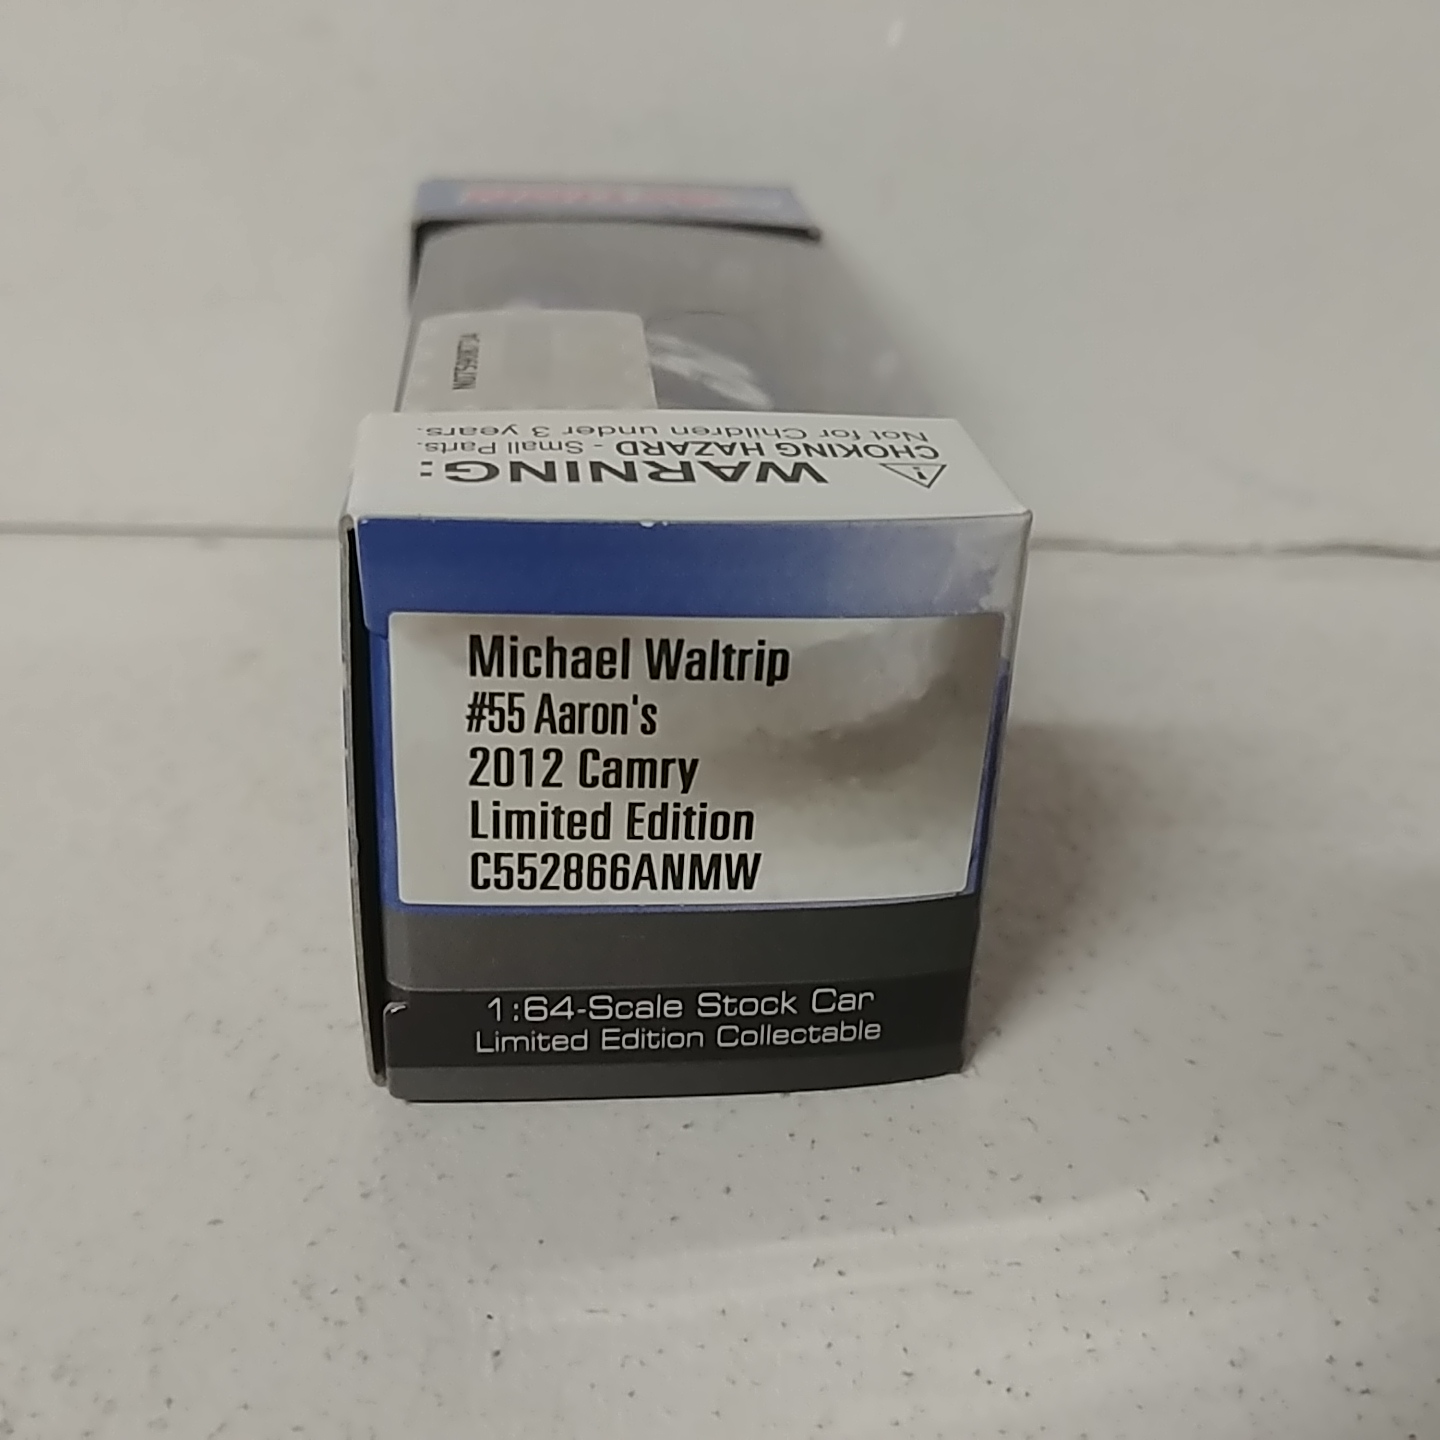 WARNING:
CHOKING HAZARD - Small Parts.
Not for Children under 3 years.
Michael Waltrip
#55 Aaron's
2012 Camry
Limited Edition
C552866ANMW
1:64-Scale Stock Car
Limited Edition Collectable